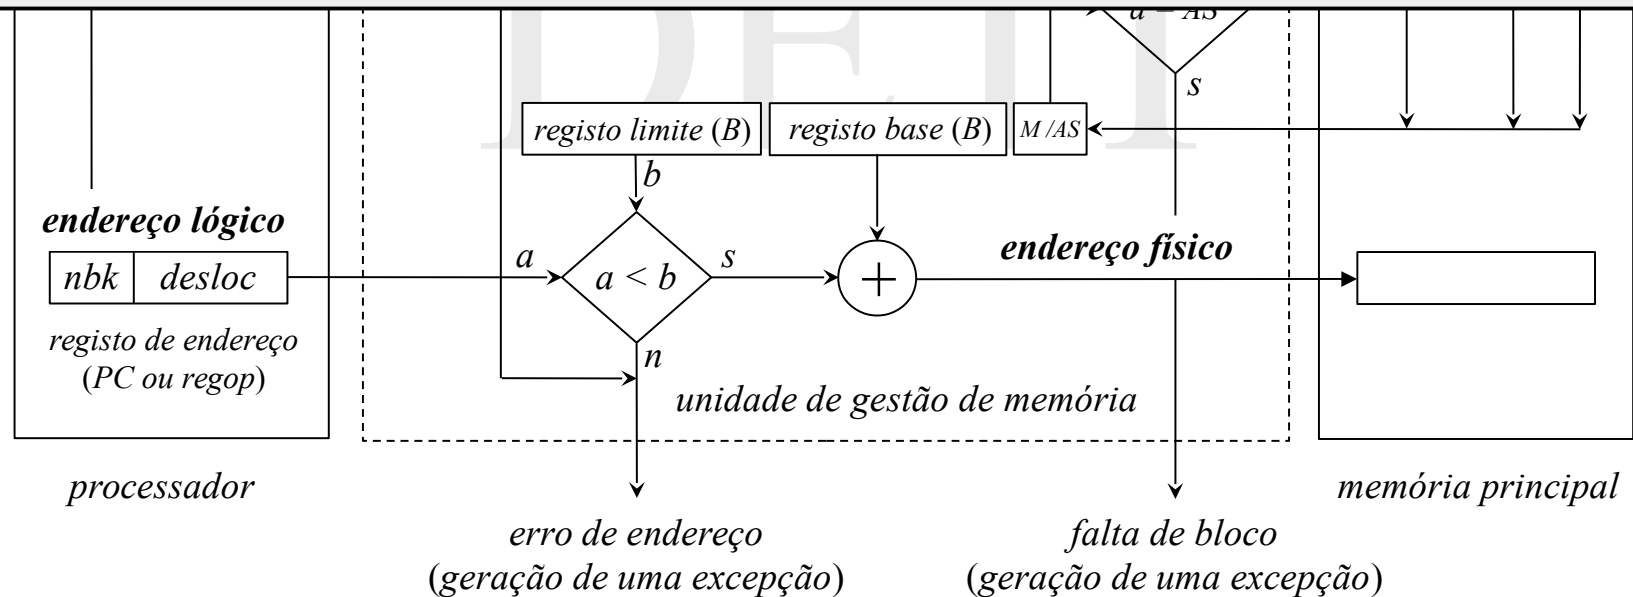 DETI
a = AS
s
registo limite (B)
registo base (B)
M /AS
b
endereço lógico
nbk
desloc
a
a < b
s
+
endereço físico
registo de endereço
(PC ou regop)
n
unidade de gestão de memória
processador
memória principal
erro de endereço
(geração de uma excepção)
falta de bloco
(geração de uma excepção)